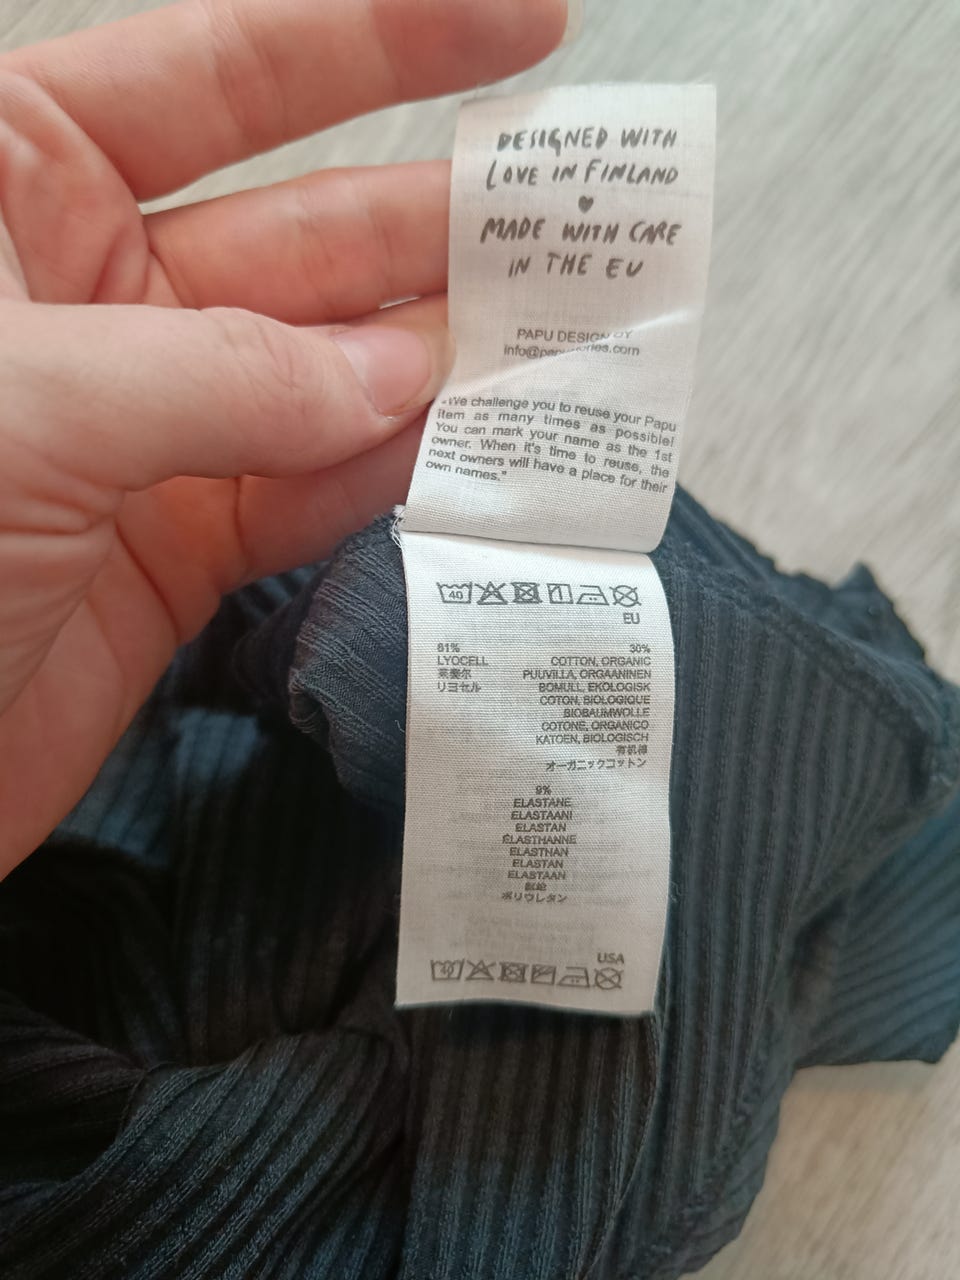 DESIGNED WITH
LOVE IN FINLAND
MADE WITH CARE
IN THE EU
PAPU DESIGN OY
"We challenge you to reuse your Papu
item as many times as possible!
You can mark your name as the 1st
owner. When it's time to reuse, the
next owners will have a place for their
own names."
40
EU
61%
LYOCELL
莱赛尔
リヨセル
30%
COTTON, ORGANIC
PUUVILLA, ORGAANINEN
BOMULL, EKOLOGISK
COTON, BIOLOGIQUE
BIOBAUMWOLLE
COTONE, ORGANICO
KATOEN, BIOLOGISCH
有机棉
オーガニックコットン
9%
ELASTANE
ELASTAANI
ELASTAN
ÉLASTHANNE
ELASTHAN
ELASTAN
ELASTAAN
ポリウレタン
USA